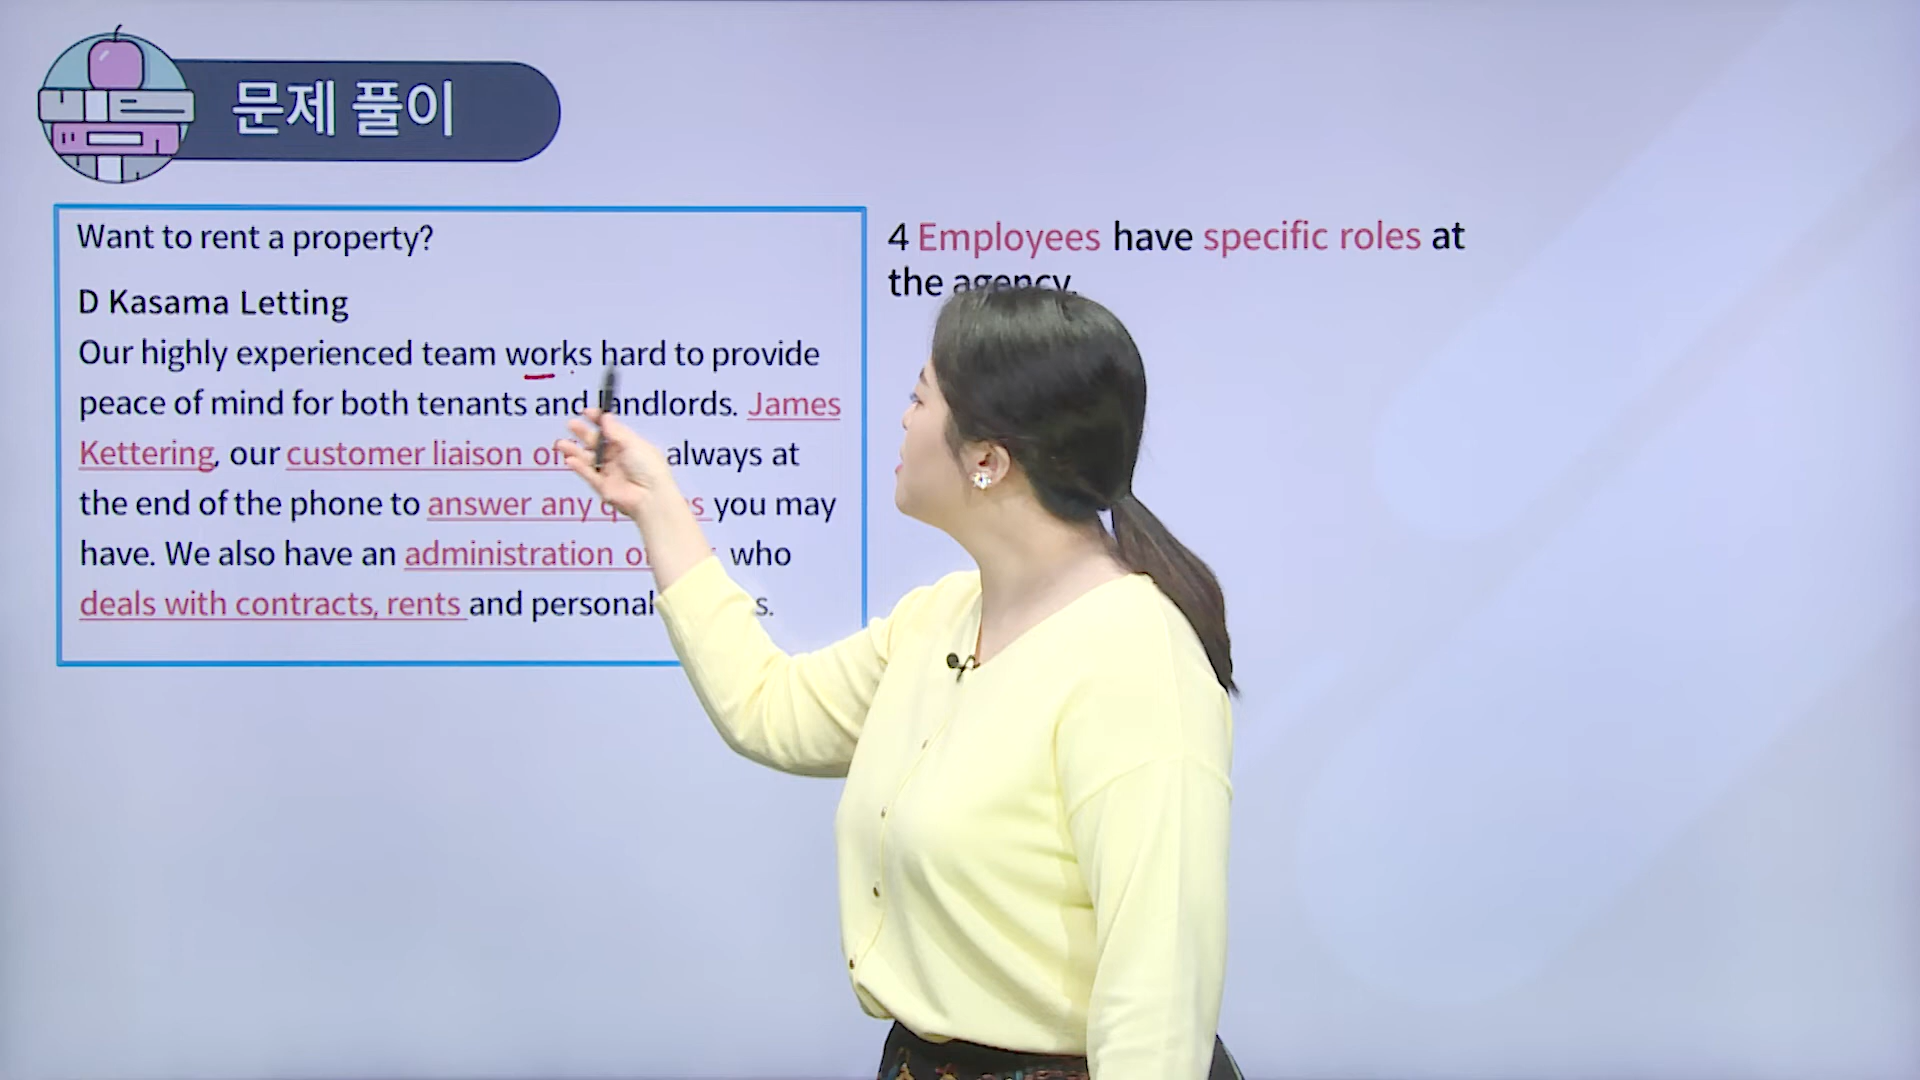 문제 풀이
Want to rent a property?
D Kasama Letting
Our highly experienced team works hard to provide
peace of mind for both tenants and landlords. James
Kettering, our customer liaison always at
the end of the phone to answer any you may
have. We also have an administration who
deals with contracts, rents and personal
4 Employees have specific roles at
the agency.